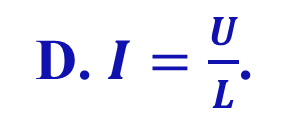 D. I = U/L.